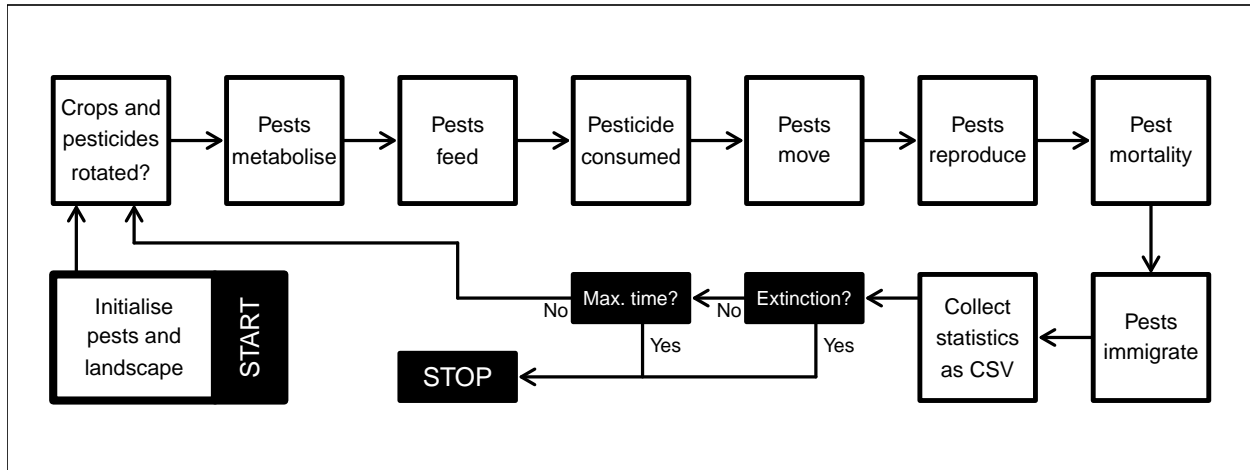 Crops and
pesticides
rotated?
Pests
metabolise
Pests
feed
Pesticide
consumed
Pests
move
Pests
reproduce
Pest
mortality
Initialise
pests and
landscape
START
No
Max. time?
No
Extinction?
Collect
statistics
as CSV
Pests
immigrate
Yes
Yes
STOP